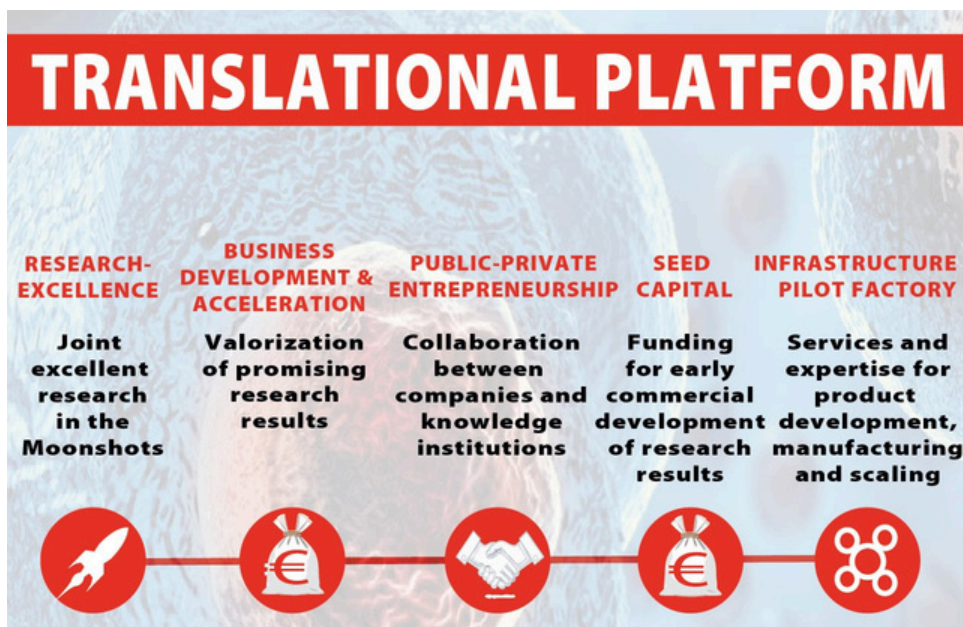 TRANSLATIONAL PLATFORM
RESEARCH-
EXCELLENCE
Joint
excellent
research
in the
Moonshots
BUSINESS
DEVELOPMENT &
ACCELERATION
Valorization
of promising
research
results
PUBLIC-PRIVATE
ENTREPRENEURSHIP
Collaboration
between
companies and
knowledge
institutions
SEED
CAPITAL
Funding
for early
commercial
development
of research
results
INFRASTRUCTURE
PILOT FACTORY
Services and
expertise for
product
development,
manufacturing
and scaling
€
€